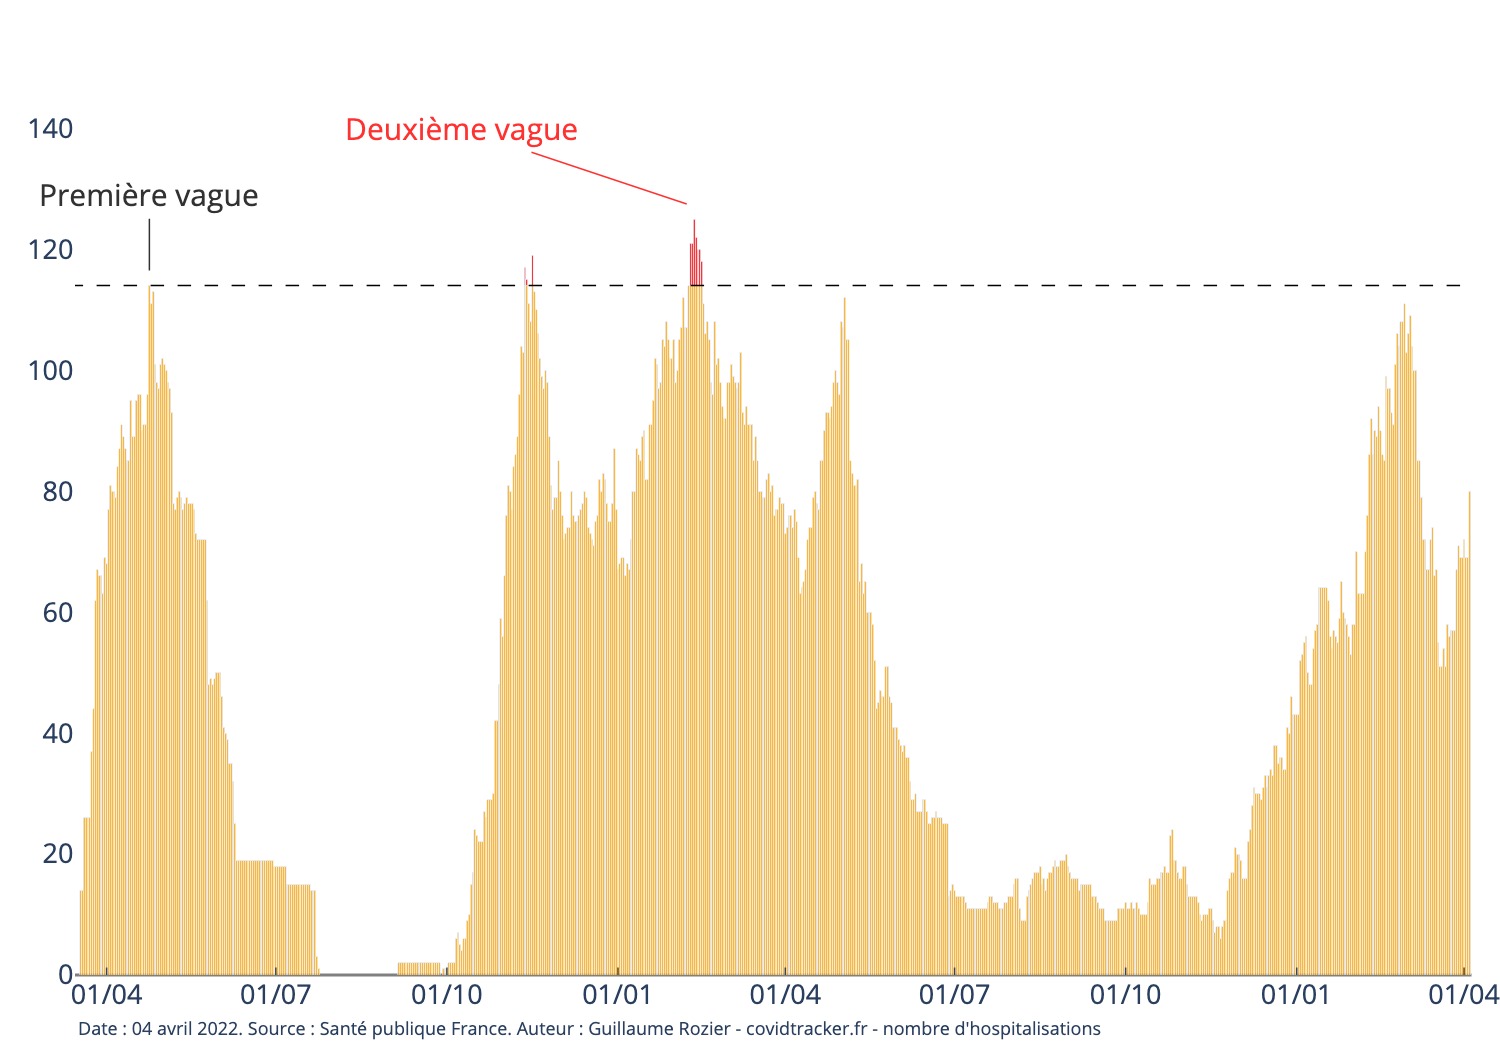 140
Deuxième vague
Première vague
120
100
80
60
40
20
0
01/04 01/07 01/10 01/01 01/04 01/07 01/10 01/01 01/04
Date : 04 avril 2022. Source : Santé publique France. Auteur : Guillaume Rozier - covidtracker.fr - nombre d'hospitalisations